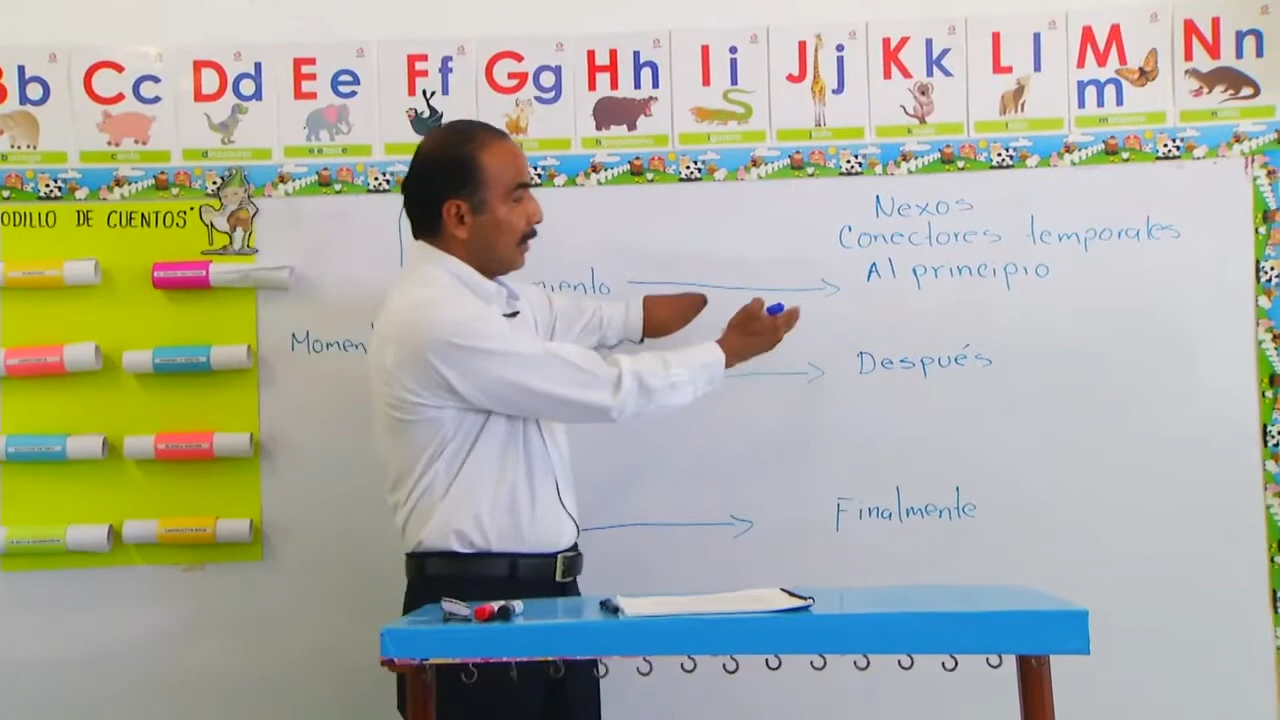 Bb
Cc
Dd
Ee
Ff
Gg
Hh
Ii
Jj
Kk
Ll
Mm
Nn
ODILLO DE CUENTOS"
Nexos
Conectores temporales
miento
Al principio
Momen
Después
Finalmente